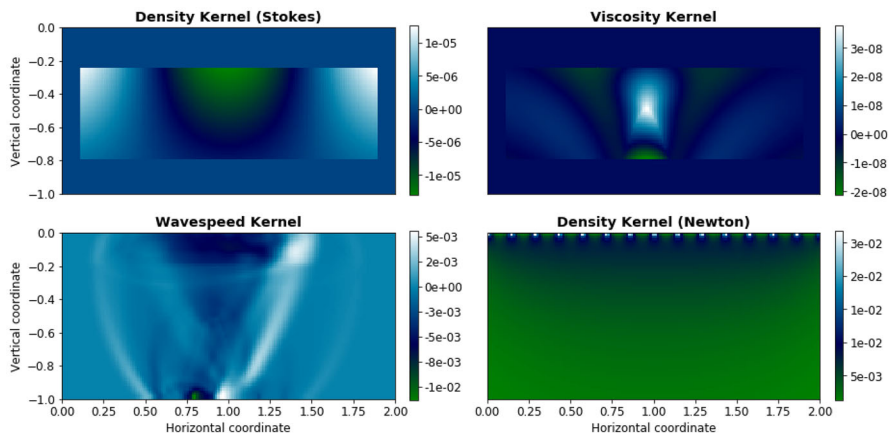 Density Kernel (Stokes)
Viscosity Kernel
Vertical coordinate
0.0
−0.2
−0.4
−0.6
−0.8
−1.0
1e-05
5e-06
0e+00
-5e-06
-1e-05
3e-08
2e-08
1e-08
0e+00
-1e-08
-2e-08
Wavespeed Kernel
Density Kernel (Newton)
Vertical coordinate
0.0
−0.2
−0.4
−0.6
−0.8
−1.0
5e-03
2e-03
0e+00
-3e-03
-5e-03
-8e-03
-1e-02
3e-02
2e-02
2e-02
1e-02
1e-02
5e-03
0.00 0.25 0.50 0.75 1.00 1.25 1.50 1.75 2.00
0.00 0.25 0.50 0.75 1.00 1.25 1.50 1.75 2.00
Horizontal coordinate
Horizontal coordinate